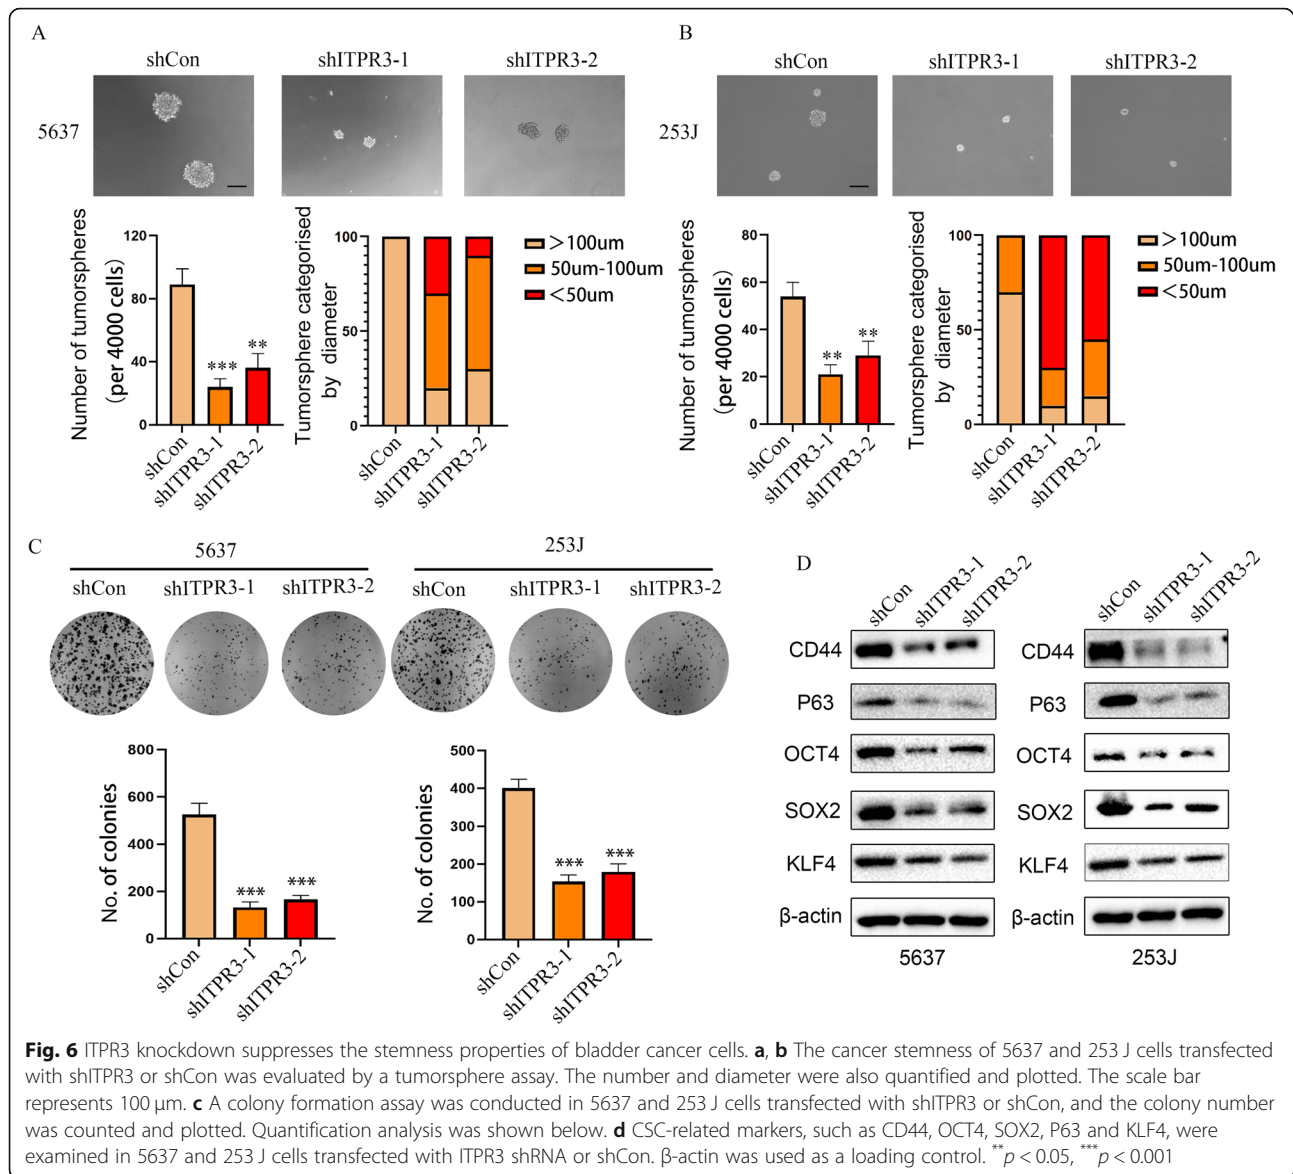 A
shCon
shITPR3-1
shITPR3-2
5637
Number of tumorspheres
(per 4000 cells)
120
80
40
0
***
**
shCon
shITPR3-1
shITPR3-2
Tumorsphere categorised
by diameter
100
50
0
shCon
shITPR3-1
shITPR3-2
>100um
50um-100um
<50um
B
shCon
shITPR3-1
shITPR3-2
253J
Number of tumorspheres
(per 4000 cells)
80
60
40
20
0
**
**
shCon
shITPR3-1
shITPR3-2
Tumorsphere categorised
by diameter
100
50
0
shCon
shITPR3-1
shITPR3-2
>100um
50um-100um
<50um
C
5637
253J
shCon
shITPR3-1
shITPR3-2
shCon
shITPR3-1
shITPR3-2
No. of colonies
800
600
400
200
0
***
***
shCon
shITPR3-1
shITPR3-2
No. of colonies
500
400
300
200
100
0
***
***
shCon
shITPR3-1
shITPR3-2
D
shCon
shITPR3-1
shITPR3-2
CD44
P63
OCT4
SOX2
KLF4
β-actin
5637
shCon
shITPR3-1
shITPR3-2
CD44
P63
OCT4
SOX2
KLF4
β-actin
253J
Fig. 6 ITPR3 knockdown suppresses the stemness properties of bladder cancer cells. a, b The cancer stemness of 5637 and 253 J cells transfected
with shITPR3 or shCon was evaluated by a tumorsphere assay. The number and diameter were also quantified and plotted. The scale bar
represents 100 μm. c A colony formation assay was conducted in 5637 and 253 J cells transfected with shITPR3 or shCon, and the colony number
was counted and plotted. Quantification analysis was shown below. d CSC-related markers, such as CD44, OCT4, SOX2, P63 and KLF4, were
examined in 5637 and 253 J cells transfected with ITPR3 shRNA or shCon. β-actin was used as a loading control. **p < 0.05, ***p < 0.001